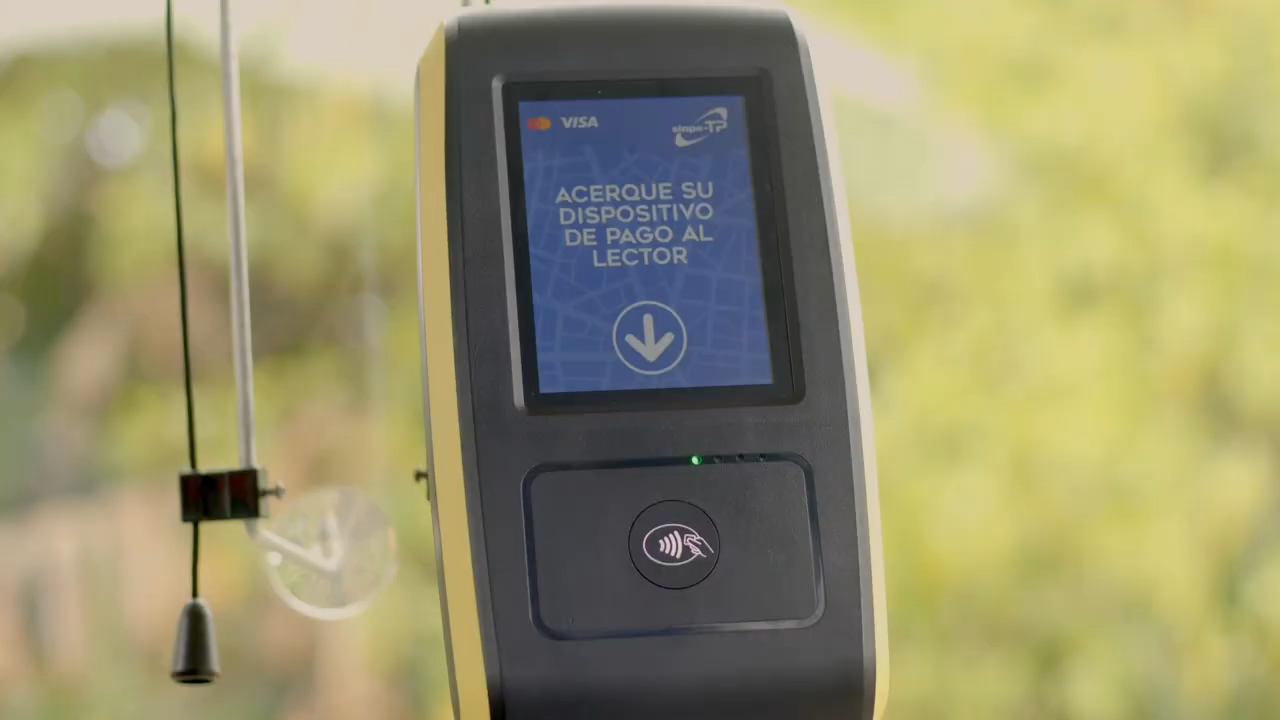 VISA
sinpe-TP
ACERQUE SU
DISPOSITIVO
DE PAGO AL
LECTOR